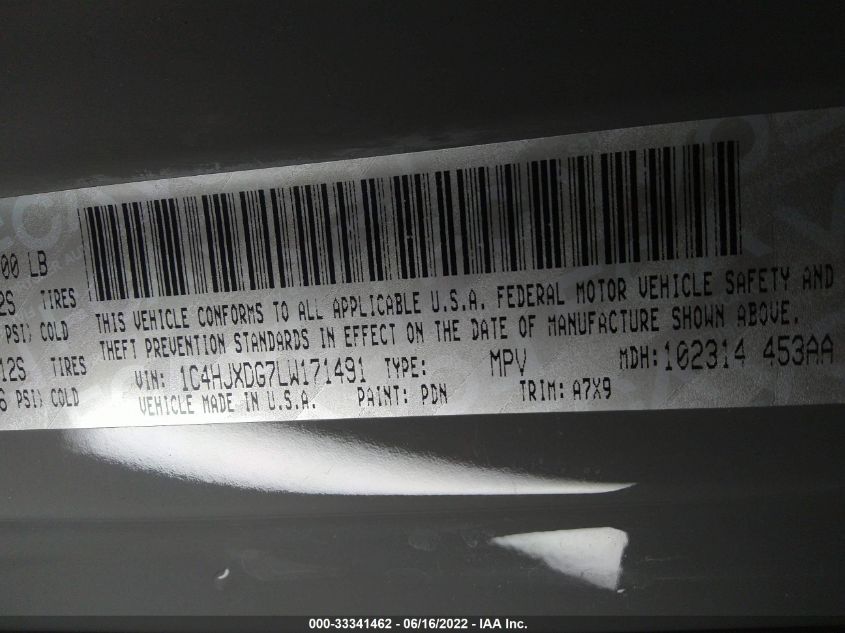 00 LB
2S TIRES
PSI) COLD
12S TIRES
6 PSI) COLD
THIS VEHICLE CONFORMS TO ALL APPLICABLE U.S.A. FEDERAL MOTOR VEHICLE SAFETY AND
THEFT PREVENTION STANDARDS IN EFFECT ON THE DATE OF MANUFACTURE SHOWN ABOVE.
VIN: 1C4HJXDG7LW171491 TYPE: MPV MDH: 102314 453AA
VEHICLE MADE IN U.S.A. PAINT: PDN TRIM: A7X9
000-33341462 - 06/16/2022 - IAA Inc.